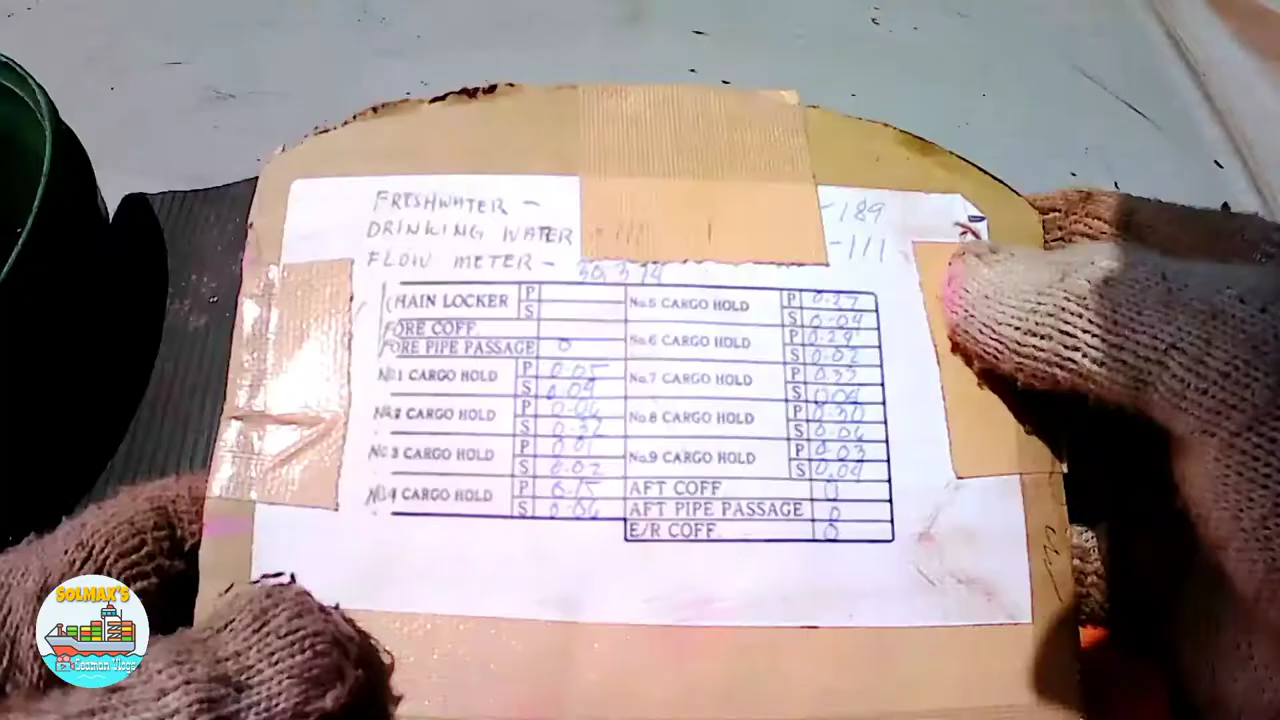 FRESHWATER - -189
DRINKING WATER -111
FLOW METER - 30,374
CHAIN LOCKER P
S
FORE COFF.
FORE PIPE PASSAGE 0
No.1 CARGO HOLD P 0.05
S 0.09
No.2 CARGO HOLD P 0.06
S 0.32
No.3 CARGO HOLD P 0.01
S 0.02
No.4 CARGO HOLD P 0.15
S 0.06
No.5 CARGO HOLD P 0.27
S 0.04
No.6 CARGO HOLD P 0.29
S 0.02
No.7 CARGO HOLD P 0.33
S 0.04
No.8 CARGO HOLD P 0.30
S 0.06
No.9 CARGO HOLD P 0.03
S 0.04
AFT COFF 0
AFT PIPE PASSAGE 0
E/R COFF. 0
SOLMAX'S
Seaman Vlogs